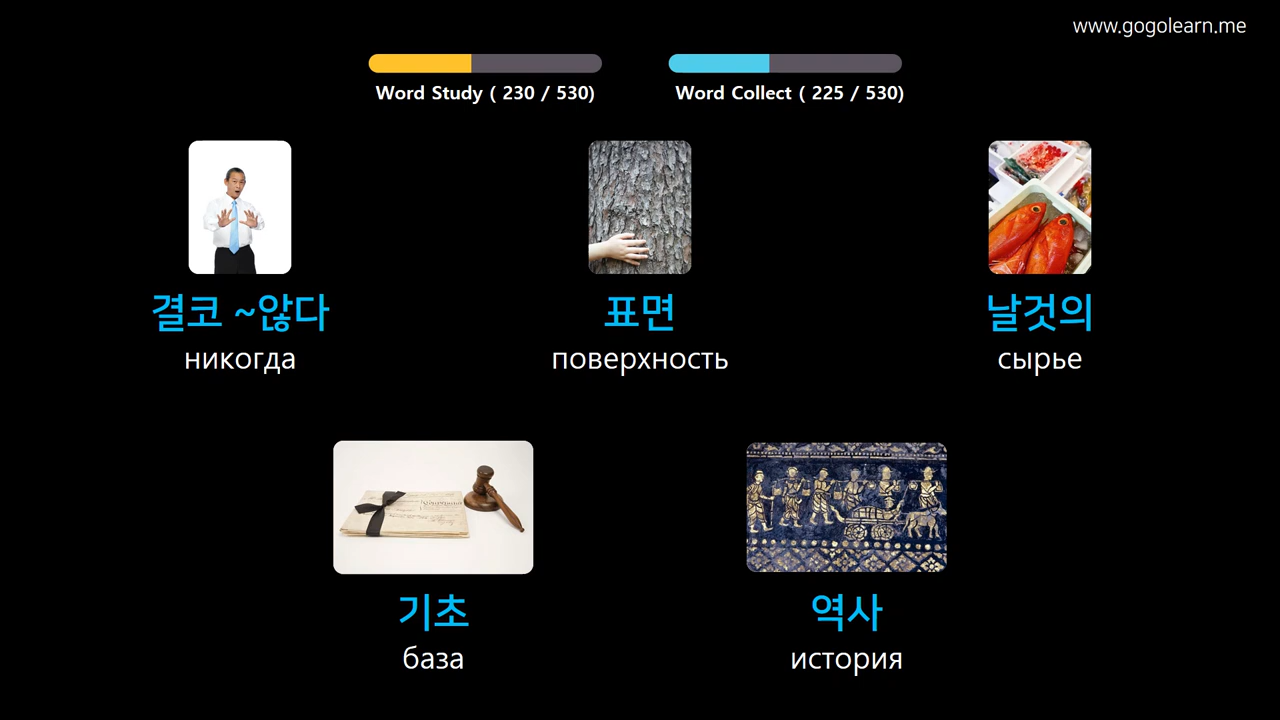 www.gogolearn.me
Word Study ( 230 / 530)
Word Collect ( 225 / 530)
결코 ~않다
никогда
표면
поверхность
날것의
сырье
기초
база
역사
история